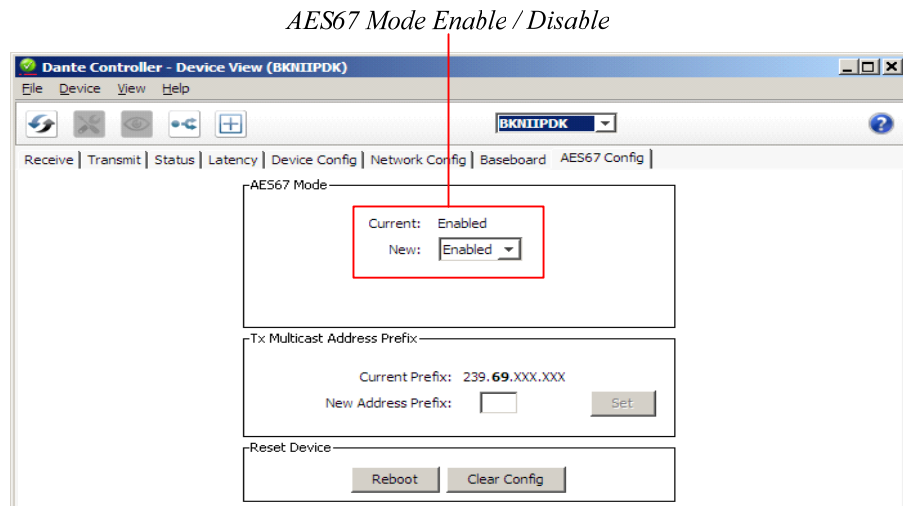 AES67 Mode Enable / Disable
Dante Controller - Device View (BKNIIPDK)
File Device View Help
BKNIIPDK
?
Receive Transmit Status Latency Device Config Network Config Baseboard AES67 Config
AES67 Mode
Current: Enabled
New: Enabled
Tx Multicast Address Prefix
Current Prefix: 239.69.XXX.XXX
New Address Prefix: Set
Reset Device
Reboot Clear Config